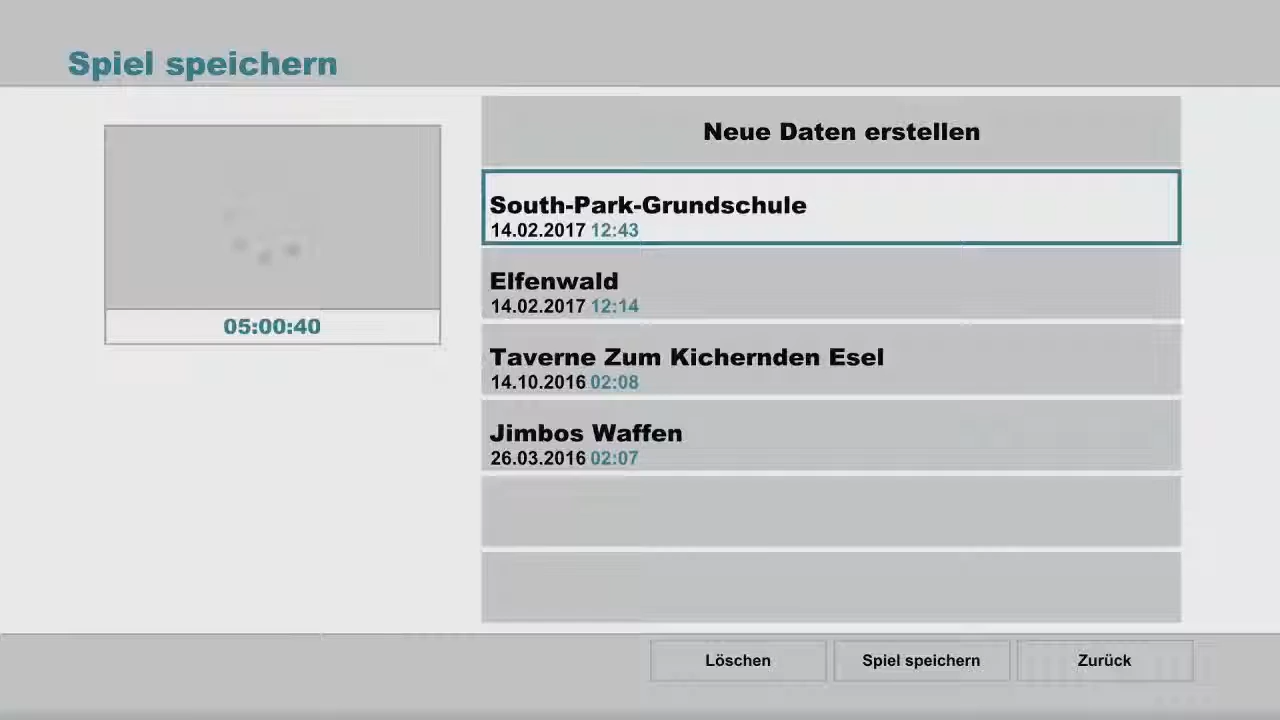 Spiel speichern
05:00:40
Neue Daten erstellen
South-Park-Grundschule
14.02.2017 12:43
Elfenwald
14.02.2017 12:14
Taverne Zum Kichernden Esel
14.10.2016 02:08
Jimbos Waffen
26.03.2016 02:07
Löschen
Spiel speichern
Zurück